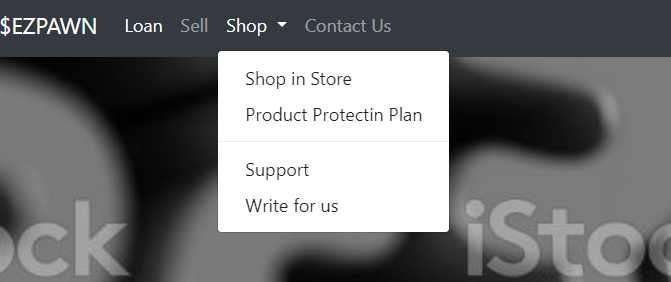 $EZPAWN Loan Sell Shop Contact Us
Shop in Store
Product Protectin Plan
Support
Write for us
ock iStoc